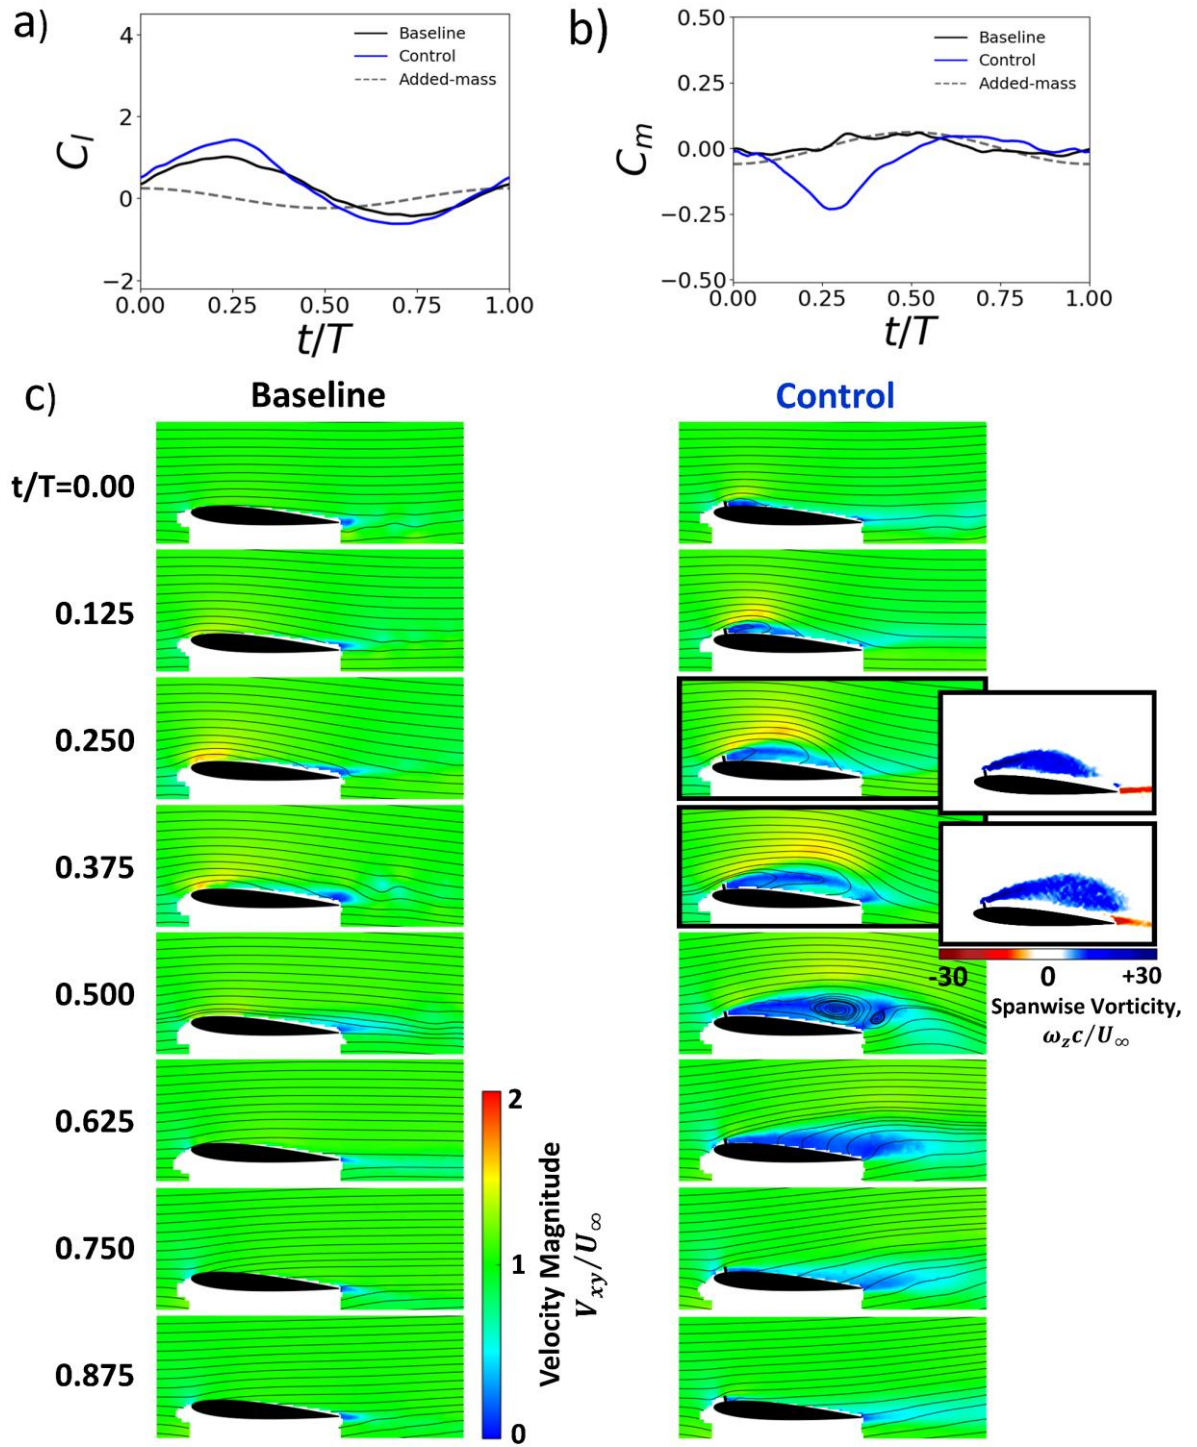 a)
4
2
0
−2
C_l
Baseline
Control
Added-mass
0.00 0.25 0.50 0.75 1.00
t/T
b)
0.50
0.25
0.00
−0.25
−0.50
C_m
Baseline
Control
Added-mass
0.00 0.25 0.50 0.75 1.00
t/T
c)
Baseline
Control
t/T=0.00
0.125
0.250
0.375
0.500
0.625
0.750
0.875
2
1
0
Velocity Magnitude
V_xy/U_∞
-30 0 +30
Spanwise Vorticity,
ω_z c/U_∞